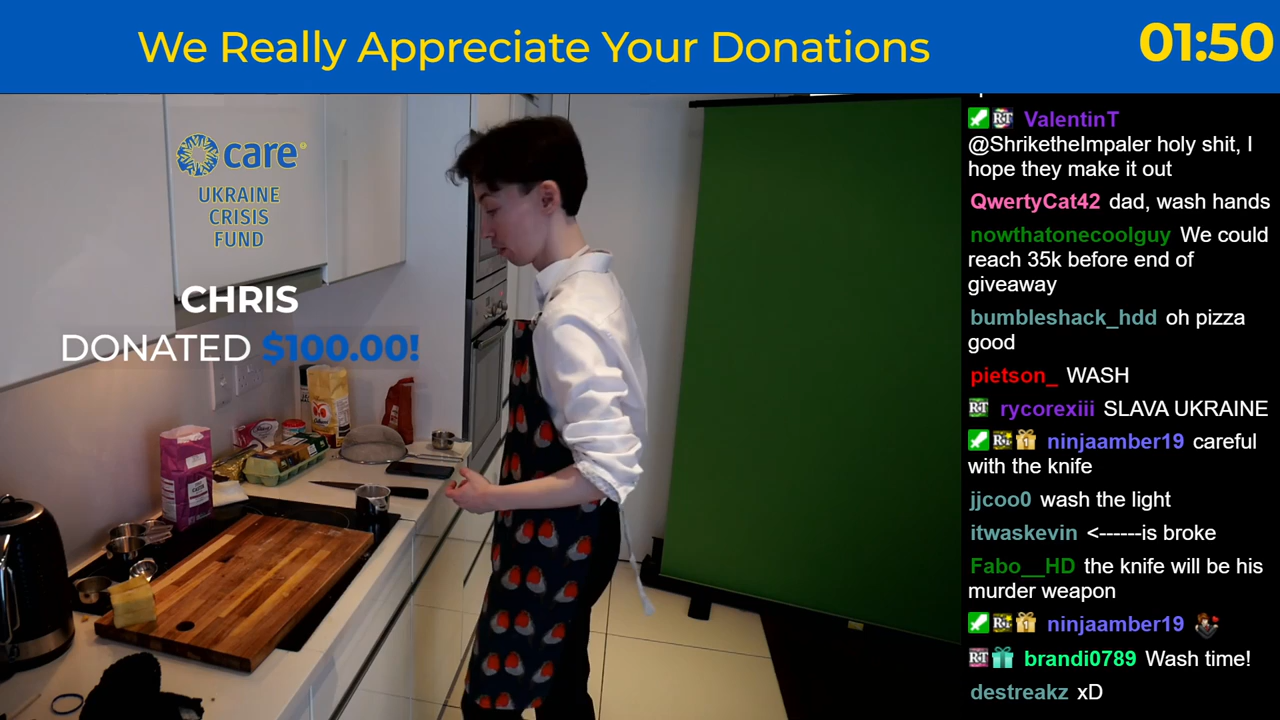 We Really Appreciate Your Donations
01:50
care
UKRAINE
CRISIS
FUND
CHRIS
DONATED $100.00!
ValentinT
@ShriketheImpaler holy shit, I
hope they make it out
QwertyCat42 dad, wash hands
nowthatonecoolguy We could
reach 35k before end of
giveaway
bumbleshack_hdd oh pizza
good
pietson_ WASH
rycorexiii SLAVA UKRAINE
ninjaamber19 careful
with the knife
jjcoo0 wash the light
itwaskevin <------is broke
Fabo__HD the knife will be his
murder weapon
ninjaamber19
brandi0789 Wash time!
destreakz xD